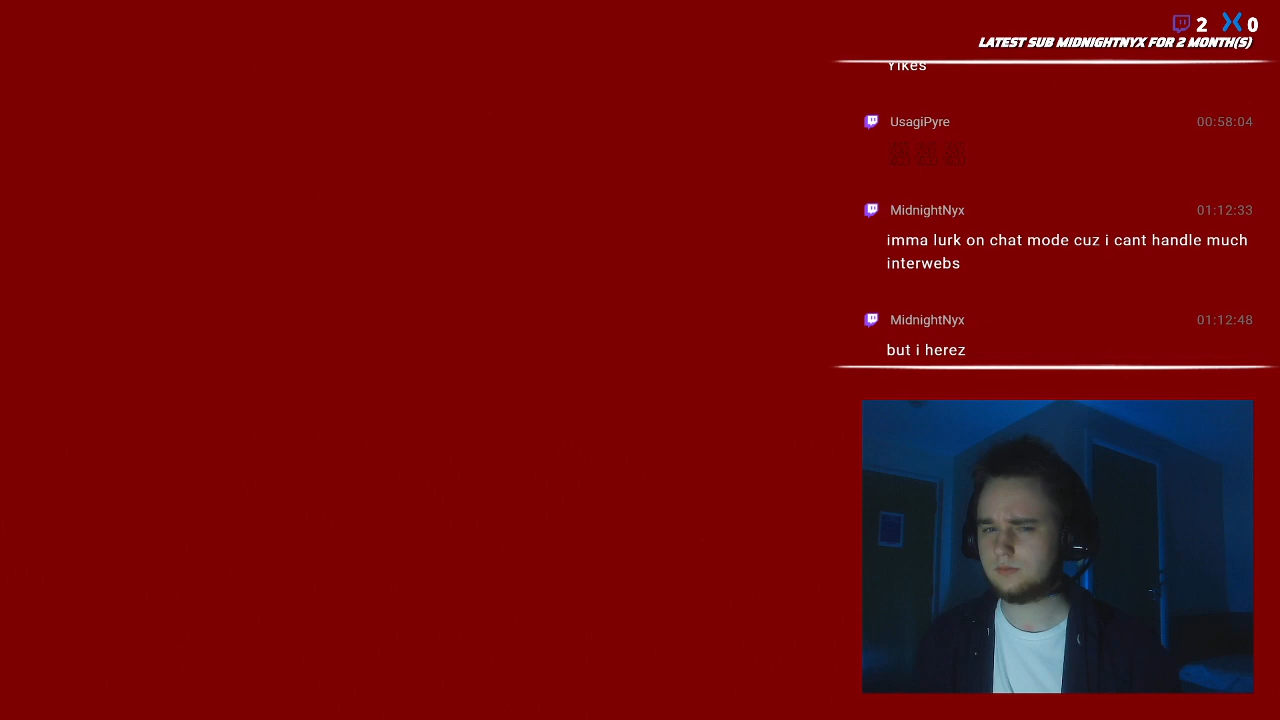 2 0
LATEST SUB MIDNIGHTNYX FOR 2 MONTH(S)
Yikes
UsagiPyre 00:58:04
MidnightNyx 01:12:33
imma lurk on chat mode cuz i cant handle much
interwebs
MidnightNyx 01:12:48
but i herez